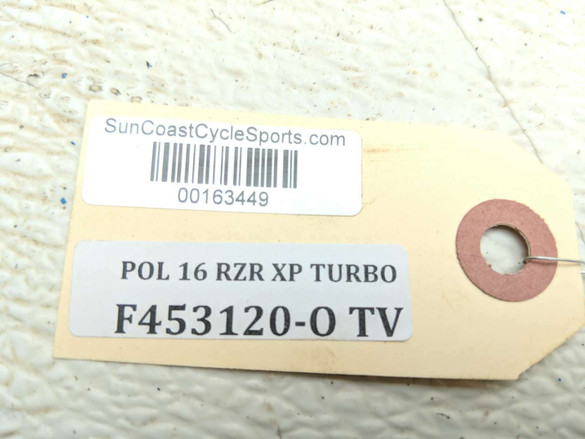 SunCoastCycleSports.com
00163449
POL 16 RZR XP TURBO
F453120-O TV